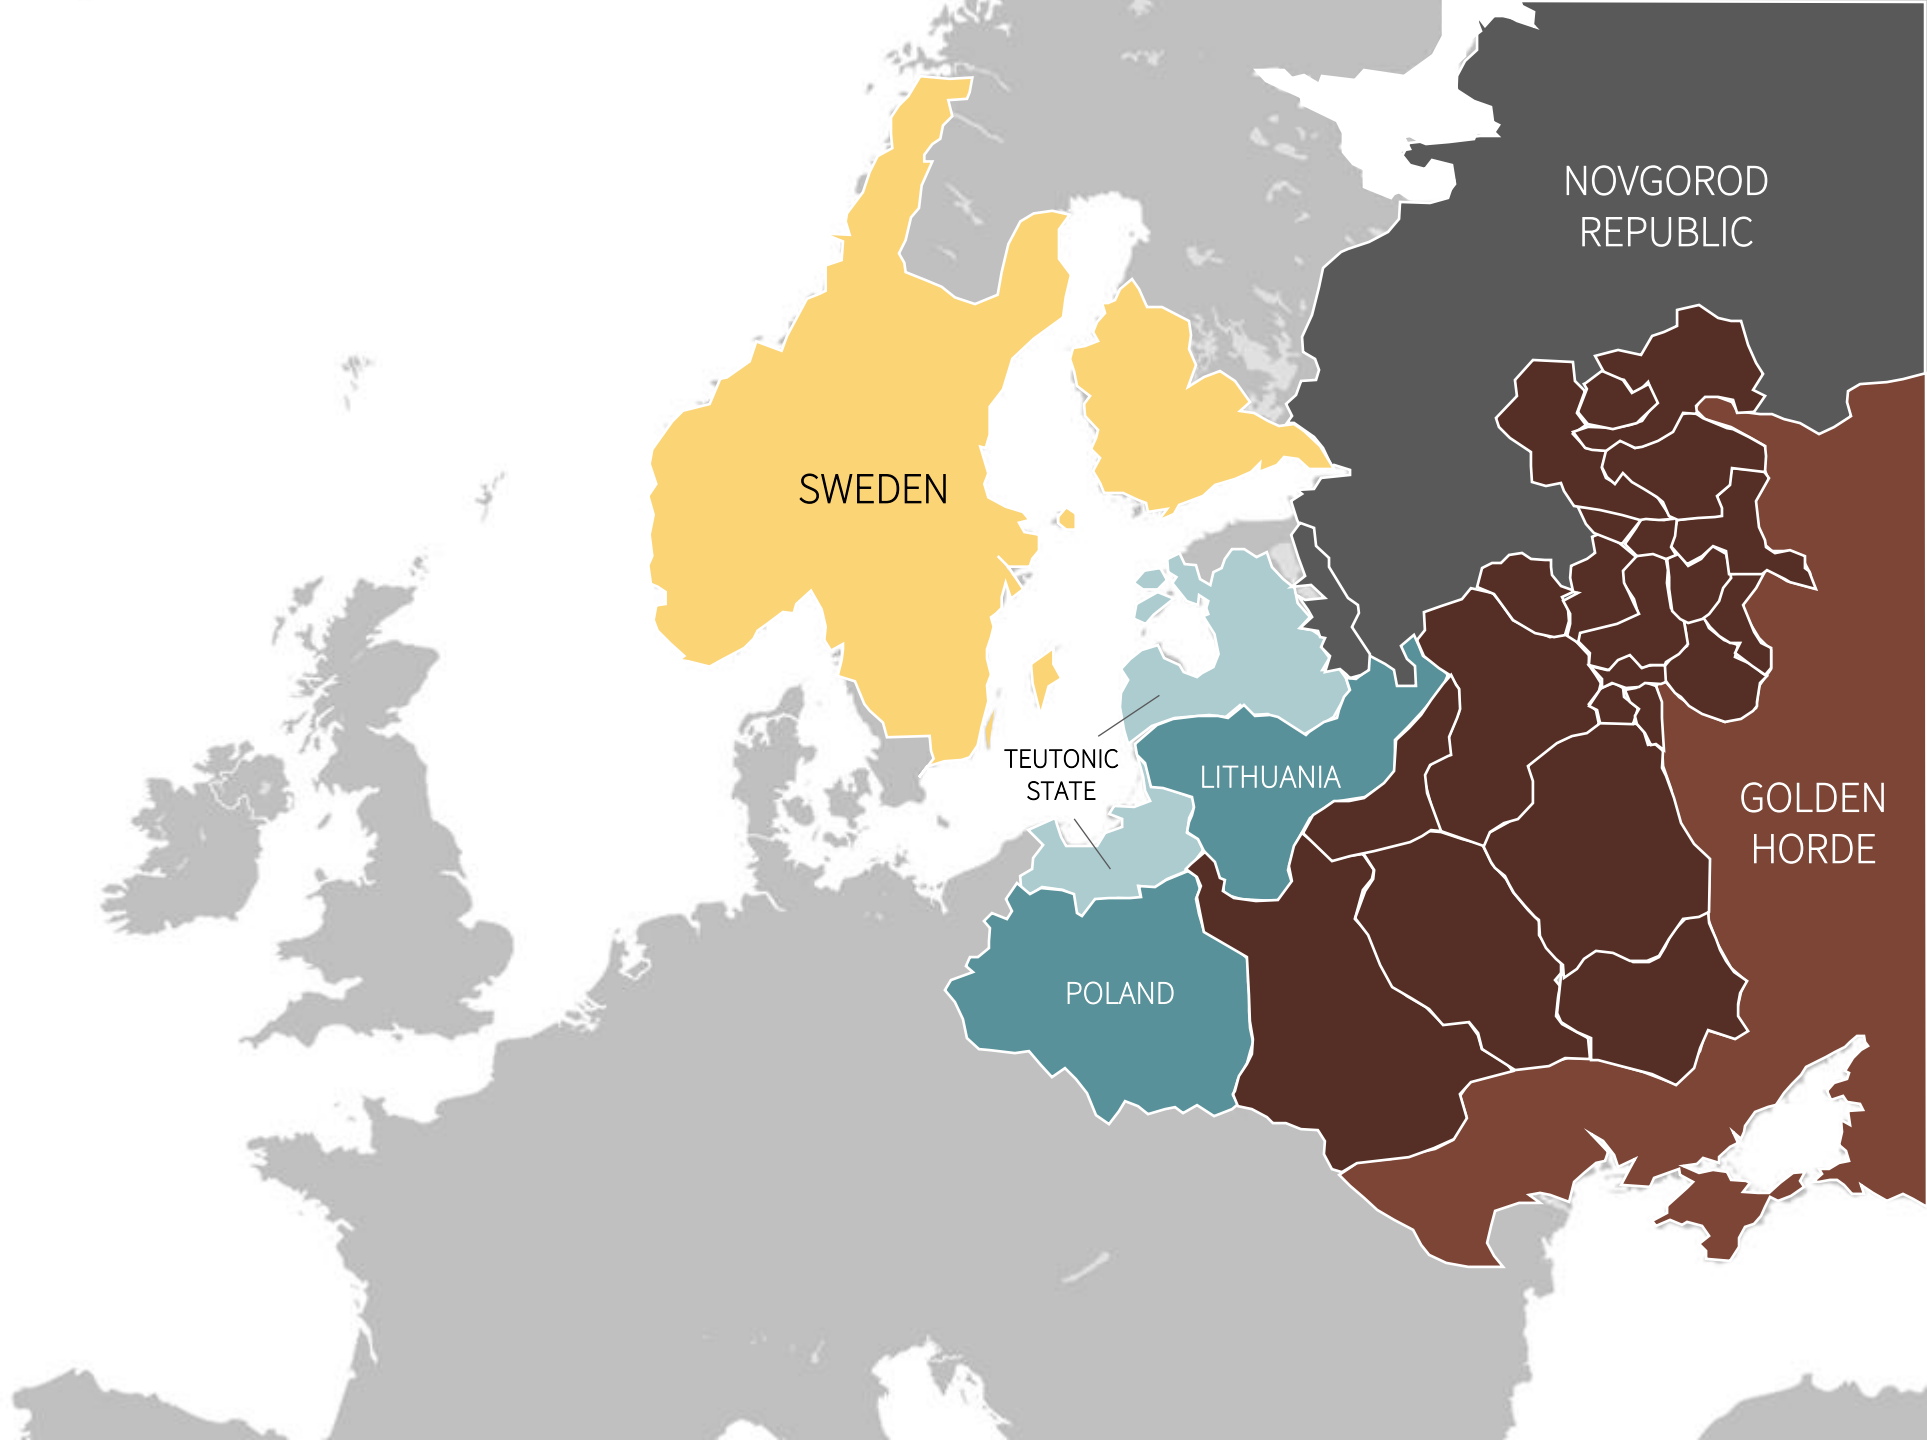 NOVGOROD
REPUBLIC
SWEDEN
TEUTONIC
STATE
LITHUANIA
GOLDEN
HORDE
POLAND